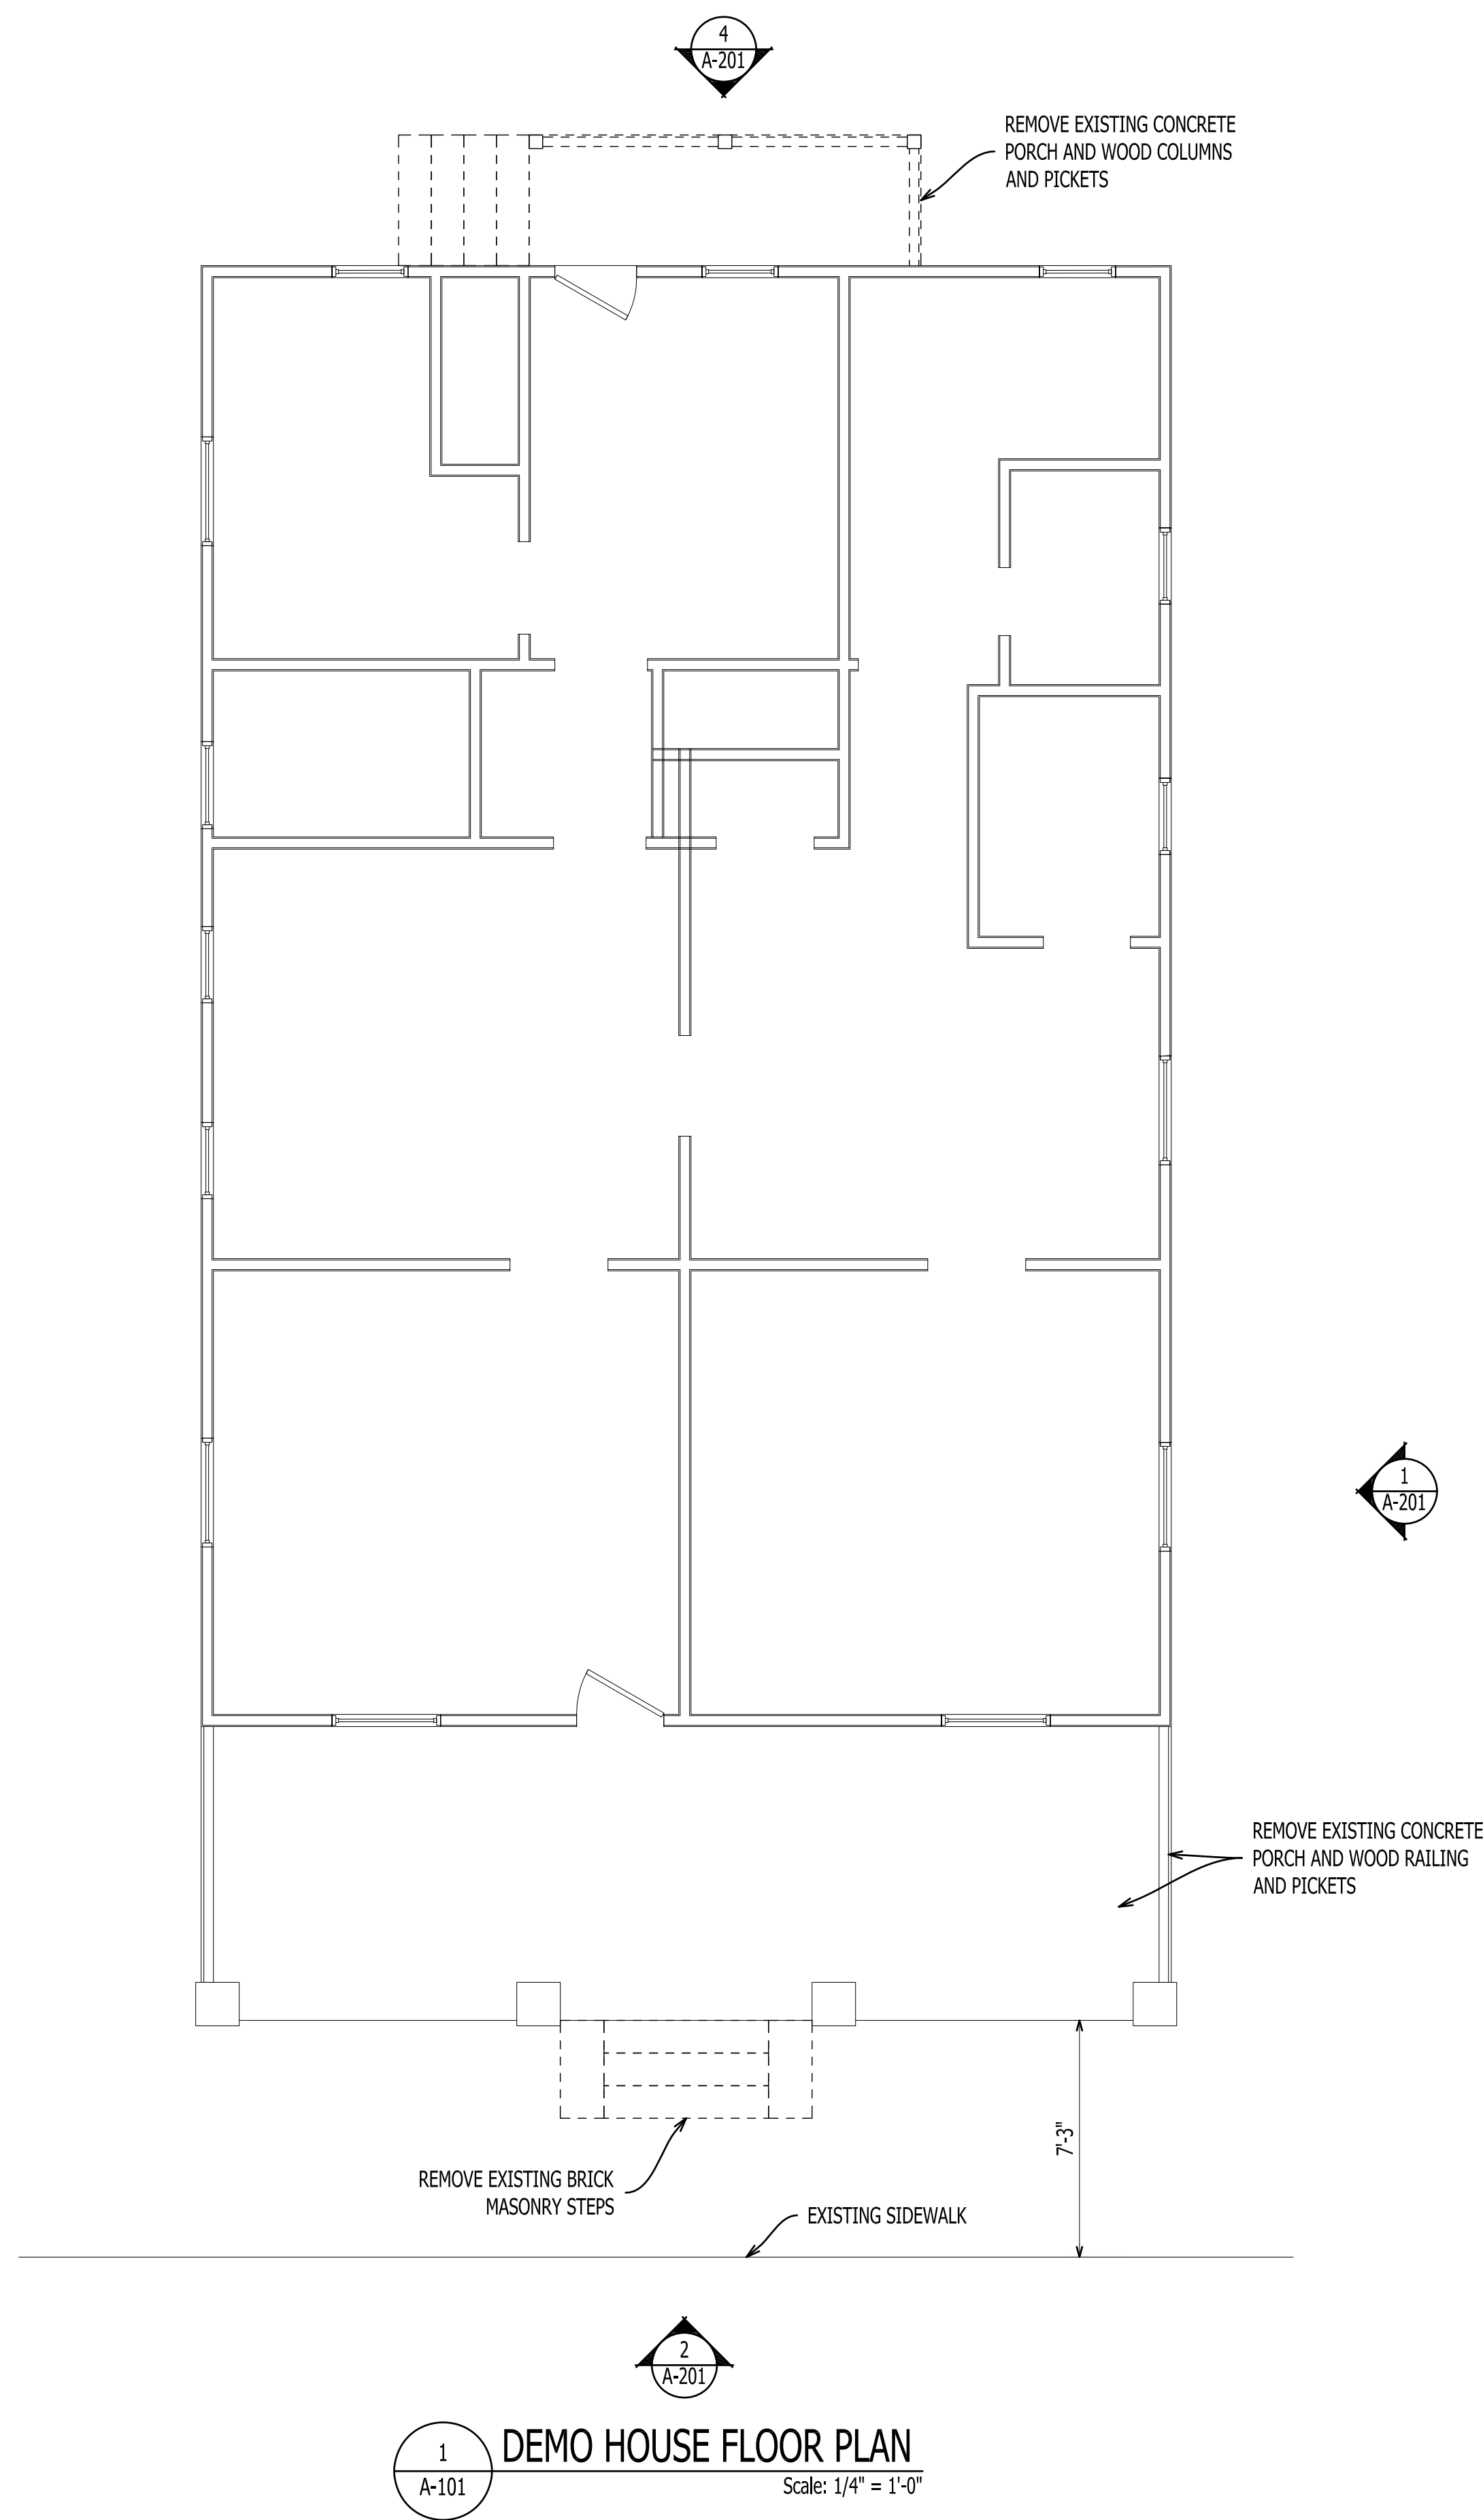 4
A-201
REMOVE EXISTING CONCRETE
PORCH AND WOOD COLUMNS
AND PICKETS
1
A-201
REMOVE EXISTING CONCRETE
PORCH AND WOOD RAILING
AND PICKETS
7'-3"
REMOVE EXISTING BRICK
MASONRY STEPS
EXISTING SIDEWALK
2
A-201
1
A-101
DEMO HOUSE FLOOR PLAN
Scale: 1/4" = 1'-0"